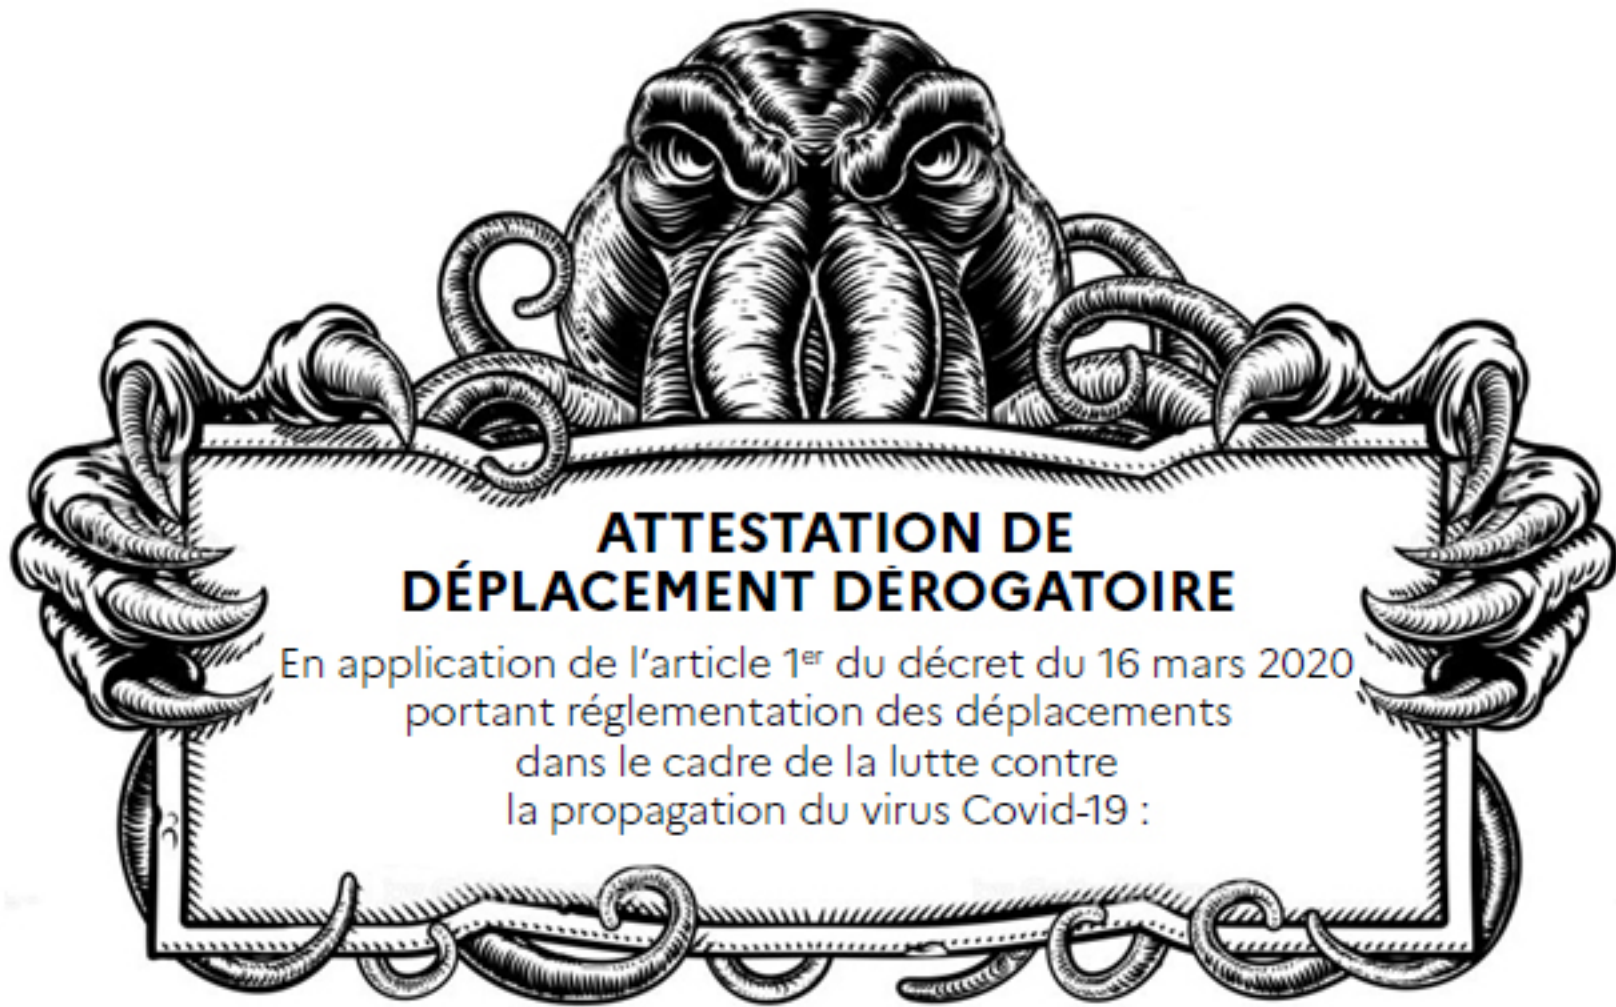 ATTESTATION DE
DÉPLACEMENT DÉROGATOIRE
En application de l'article 1er du décret du 16 mars 2020
portant réglementation des déplacements
dans le cadre de la lutte contre
la propagation du virus Covid-19 :